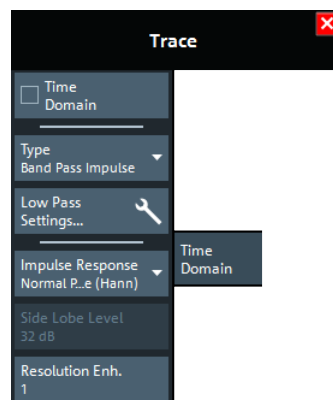 Trace
Time
Domain
Type
Band Pass Impulse
Low Pass
Settings...
Impulse Response
Normal P...e (Hann)
Side Lobe Level
32 dB
Resolution Enh.
1
Time
Domain